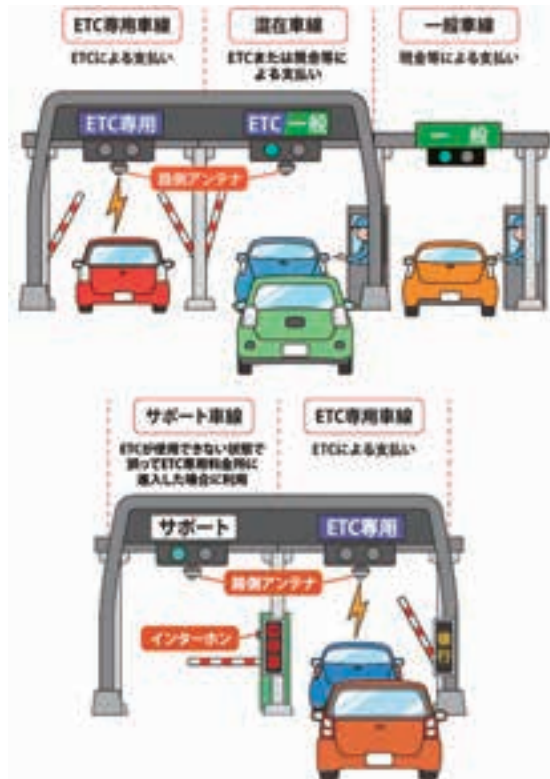 ETC専用車線
混在車線
一般車線
ETCによる支払い
ETCまたは現金等に
よる支払い
現金等による支払い
ETC専用
ETC 一般
一般
路側アンテナ
サポート車線
ETC専用車線
ETCが使用できない状態で
誤ってETC専用料金所に
進入した場合に利用
ETCによる支払い
サポート
ETC専用
路側アンテナ
インターホン